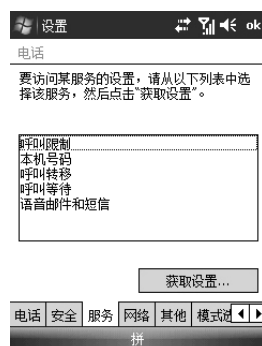 设置
ok
电话
要访问某服务的设置，请从以下列表中选
择该服务，然后点击“获取设置”。
呼叫限制
本机号码
呼叫转移
呼叫等待
语音邮件和短信
获取设置...
电话 安全 服务 网络 其他 模式
拼